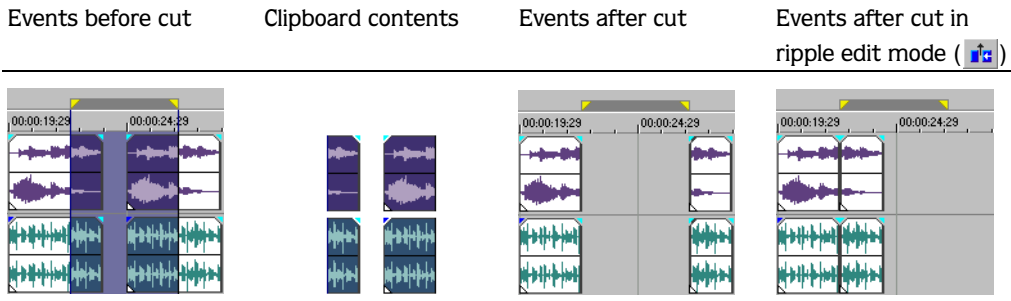 Events before cut
Clipboard contents
Events after cut
Events after cut in
ripple edit mode ( )
00:00:19:29 00:00:24:29
00:00:19:29 00:00:24:29
00:00:19:29 00:00:24:29